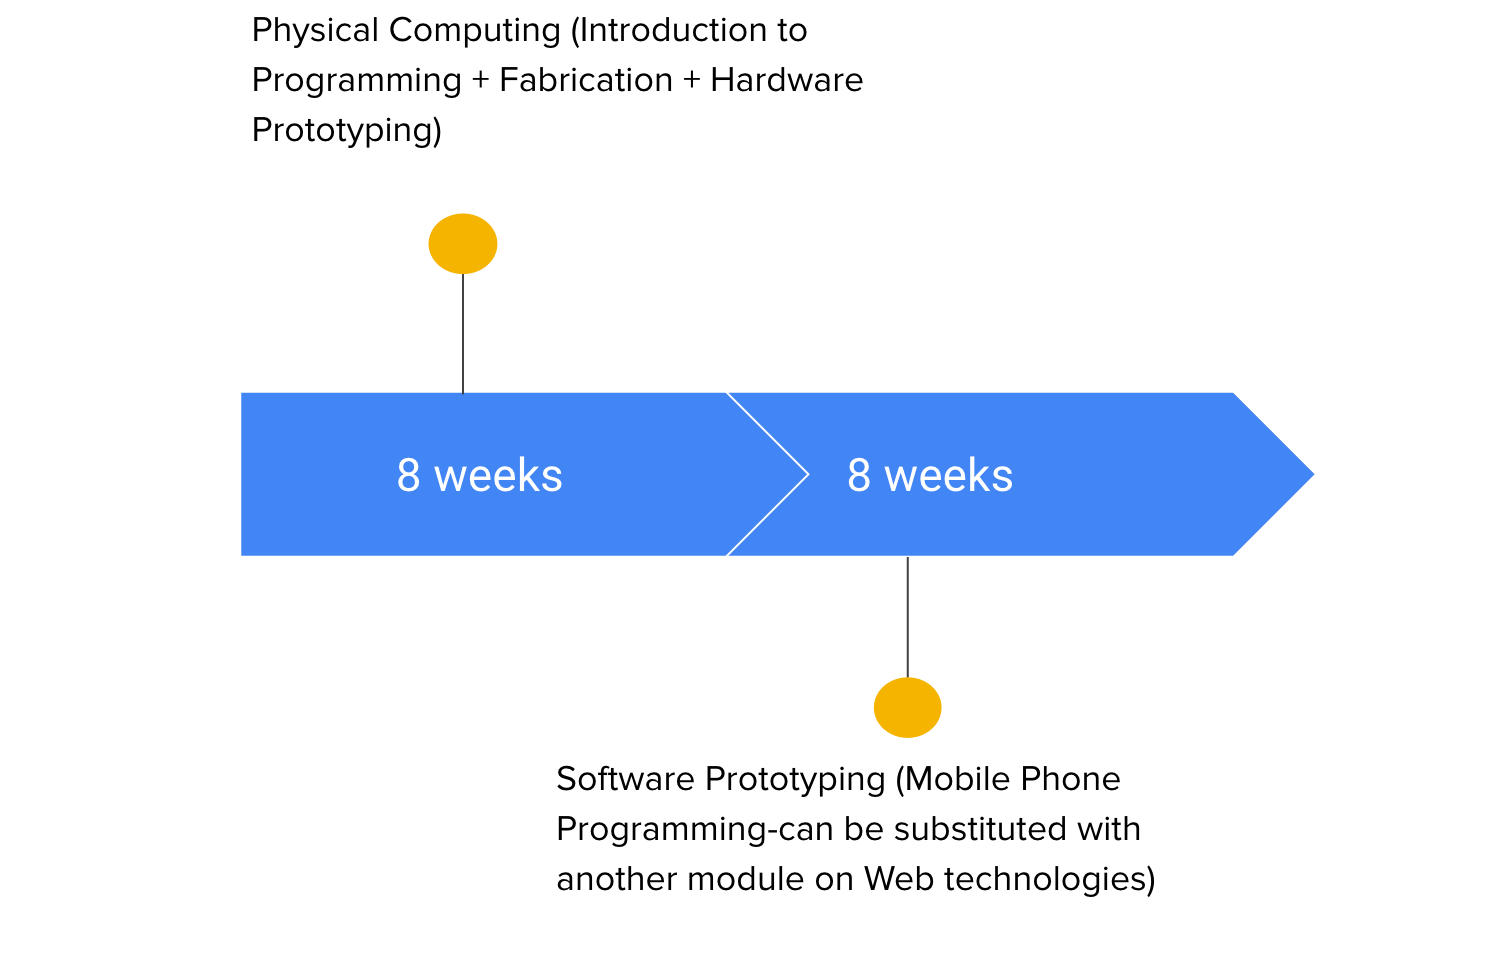 Physical Computing (Introduction to
Programming + Fabrication + Hardware
Prototyping)
8 weeks
8 weeks
Software Prototyping (Mobile Phone
Programming-can be substituted with
another module on Web technologies)